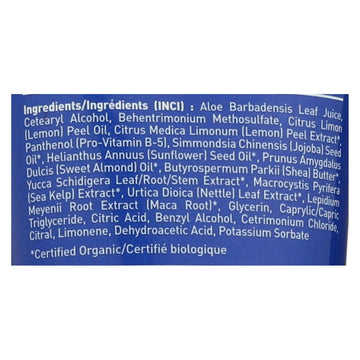 Ingredients/Ingrédients (INCI) : Aloe Barbadensis Leaf Juice,
Cetearyl Alcohol, Behentrimonium Methosulfate, Citrus Limon
(Lemon) Peel Oil, Citrus Medica Limonum (Lemon) Peel Extract*,
Panthenol (Pro-Vitamin B-5), Simmondsia Chinensis (Jojoba) Seed
Oil*, Helianthus Annuus (Sunflower) Seed Oil*, Prunus Amygdalus
Dulcis (Sweet Almond) Oil*, Butyrospermum Parkii (Shea) Butter*,
Yucca Schidigera Leaf/Root/Stem Extract*, Macrocystis Pyrifera
(Sea Kelp) Extract*, Urtica Dioica (Nettle) Leaf Extract*, Lepidium
Meyenii Root Extract (Maca Root)*, Glycerin, Caprylic/Capric
Triglyceride, Citric Acid, Benzyl Alcohol, Cetrimonium Chloride,
Citral, Limonene, Dehydroacetic Acid, Potassium Sorbate
*Certified Organic/Certifié biologique